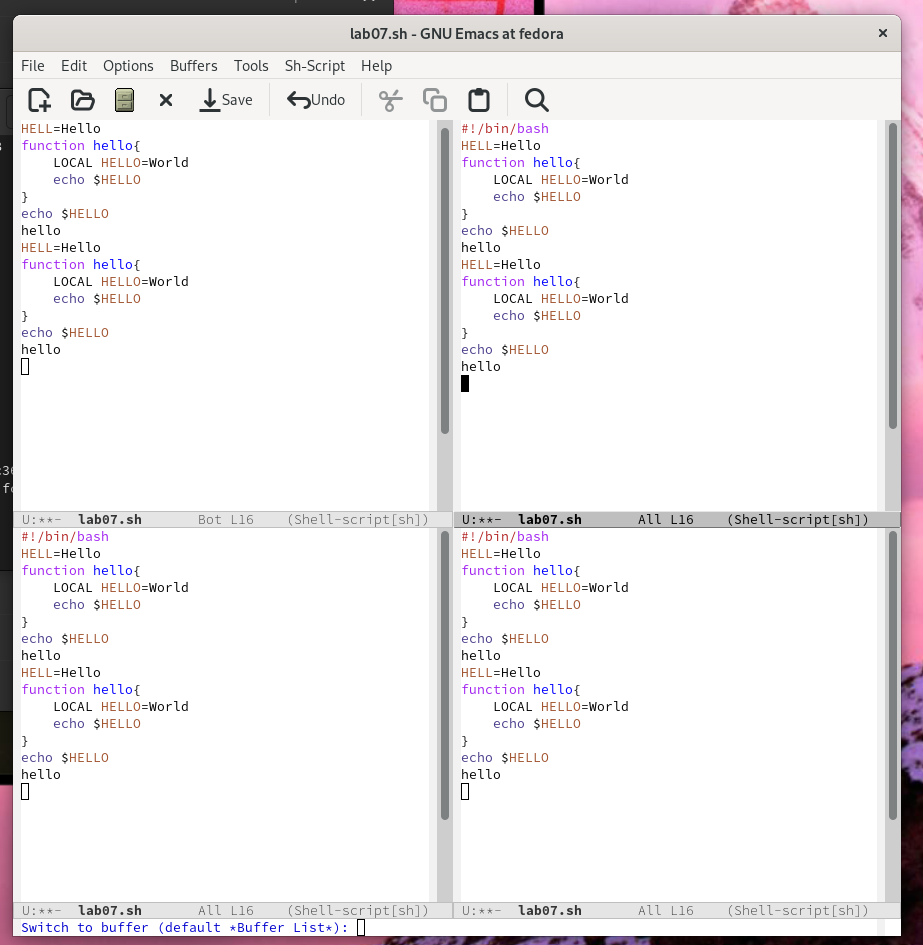 lab07.sh - GNU Emacs at fedora
File Edit Options Buffers Tools Sh-Script Help
Save Undo
HELL=Hello
function hello{
    LOCAL HELLO=World
    echo $HELLO
}
echo $HELLO
hello
HELL=Hello
function hello{
    LOCAL HELLO=World
    echo $HELLO
}
echo $HELLO
hello
U:**-  lab07.sh       Bot L16    (Shell-script[sh])
#!/bin/bash
HELL=Hello
function hello{
    LOCAL HELLO=World
    echo $HELLO
}
echo $HELLO
hello
HELL=Hello
function hello{
    LOCAL HELLO=World
    echo $HELLO
}
echo $HELLO
hello
U:**-  lab07.sh       All L16    (Shell-script[sh])
#!/bin/bash
HELL=Hello
function hello{
    LOCAL HELLO=World
    echo $HELLO
}
echo $HELLO
hello
HELL=Hello
function hello{
    LOCAL HELLO=World
    echo $HELLO
}
echo $HELLO
hello
U:**-  lab07.sh       All L16    (Shell-script[sh])
#!/bin/bash
HELL=Hello
function hello{
    LOCAL HELLO=World
    echo $HELLO
}
echo $HELLO
hello
HELL=Hello
function hello{
    LOCAL HELLO=World
    echo $HELLO
}
echo $HELLO
hello
U:**-  lab07.sh       All L16    (Shell-script[sh])
Switch to buffer (default *Buffer List*):